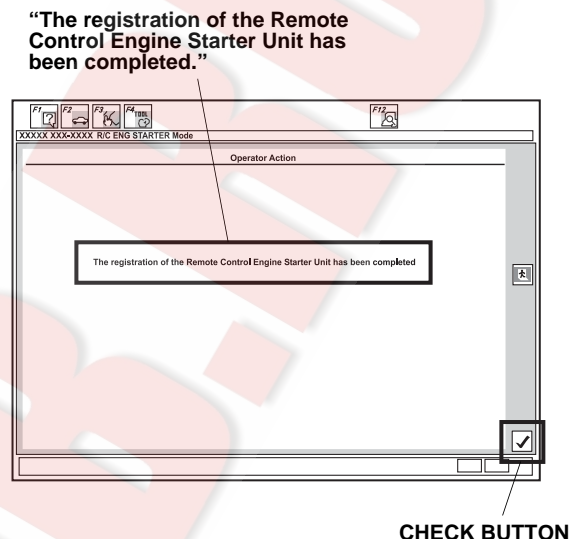 “The registration of the Remote
Control Engine Starter Unit has
been completed.”
F1 F2 F3 F4 TOOL F12
XXXXX XXX-XXXX R/C ENG STARTER Mode
Operator Action
The registration of the Remote Control Engine Starter Unit has been completed
CHECK BUTTON